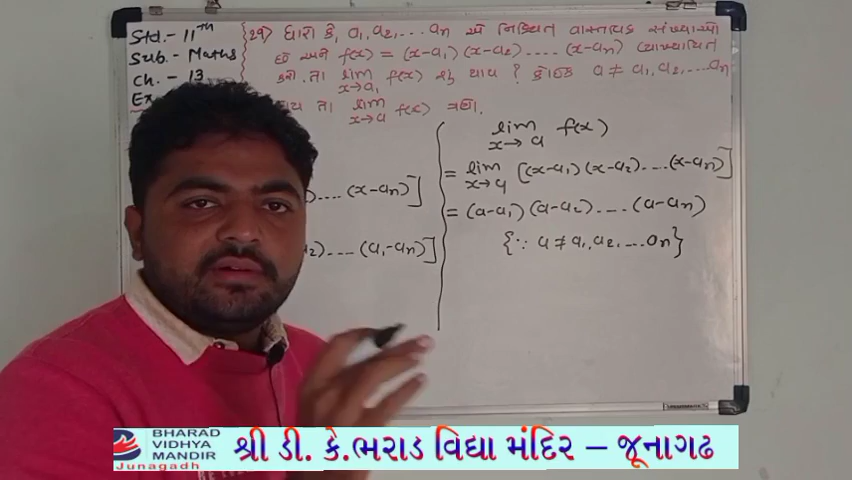 Std.- 11th
Sub.- Maths
Ch.- 13
Ex
29) ધારો કે, a₁, a₂, ... an એ નિશ્ચિત વાસ્તવિક સંખ્યાઓ
છે અને f(x) = (x-a₁) (x-a₂) .... (x-an) વ્યાખ્યાયિત
કરો. તો lim x→a₁ f(x) શું થાય ? કોઇક a ≠ a₁, a₂, ... an
તો lim x→a f(x) શોધો.
.... (x-an)]
.... (a₁-an)]
lim x→a f(x)
= lim x→a [(x-a₁) (x-a₂) .... (x-an)]
= (a-a₁) (a-a₂) .... (a-an)
{∵ a ≠ a₁, a₂, ... an}
BHARAD
VIDHYA
MANDIR
Junagadh
શ્રી ડી. કે.ભરાડ વિદ્યા મંદિર – જૂનાગઢ